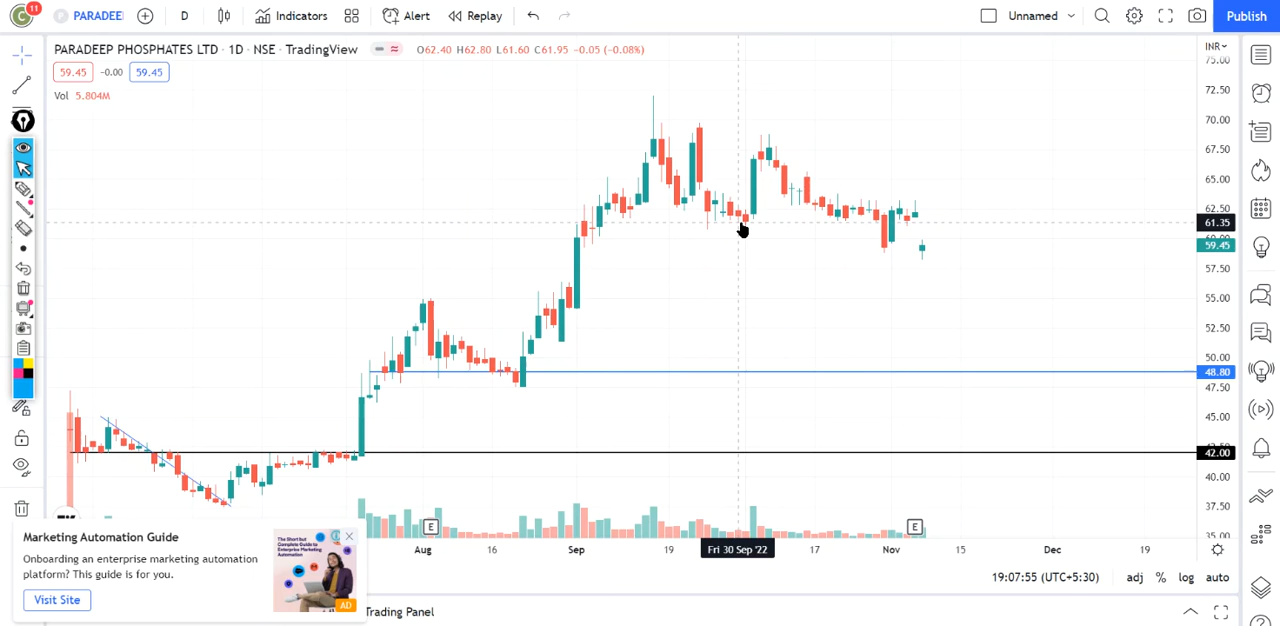 C 11 P PARADEE D Indicators Alert Replay Unnamed Publish
PARADEEP PHOSPHATES LTD · 1D · NSE · TradingView O62.40 H62.80 L61.60 C61.95 −0.05 (−0.08%)
INR
59.45 -0.00 59.45
Vol 5.804M
75.00
72.50
70.00
67.50
65.00
62.50
61.35
59.45
57.50
55.00
52.50
50.00
48.80
47.50
45.00
42.00
40.00
37.50
35.00
E E
Aug 16 Sep 19 Fri 30 Sep '22 17 Nov 15 Dec 19
Marketing Automation Guide
Onboarding an enterprise marketing automation
platform? This guide is for you.
Visit Site
AD
19:07:55 (UTC+5:30) adj % log auto
Trading Panel